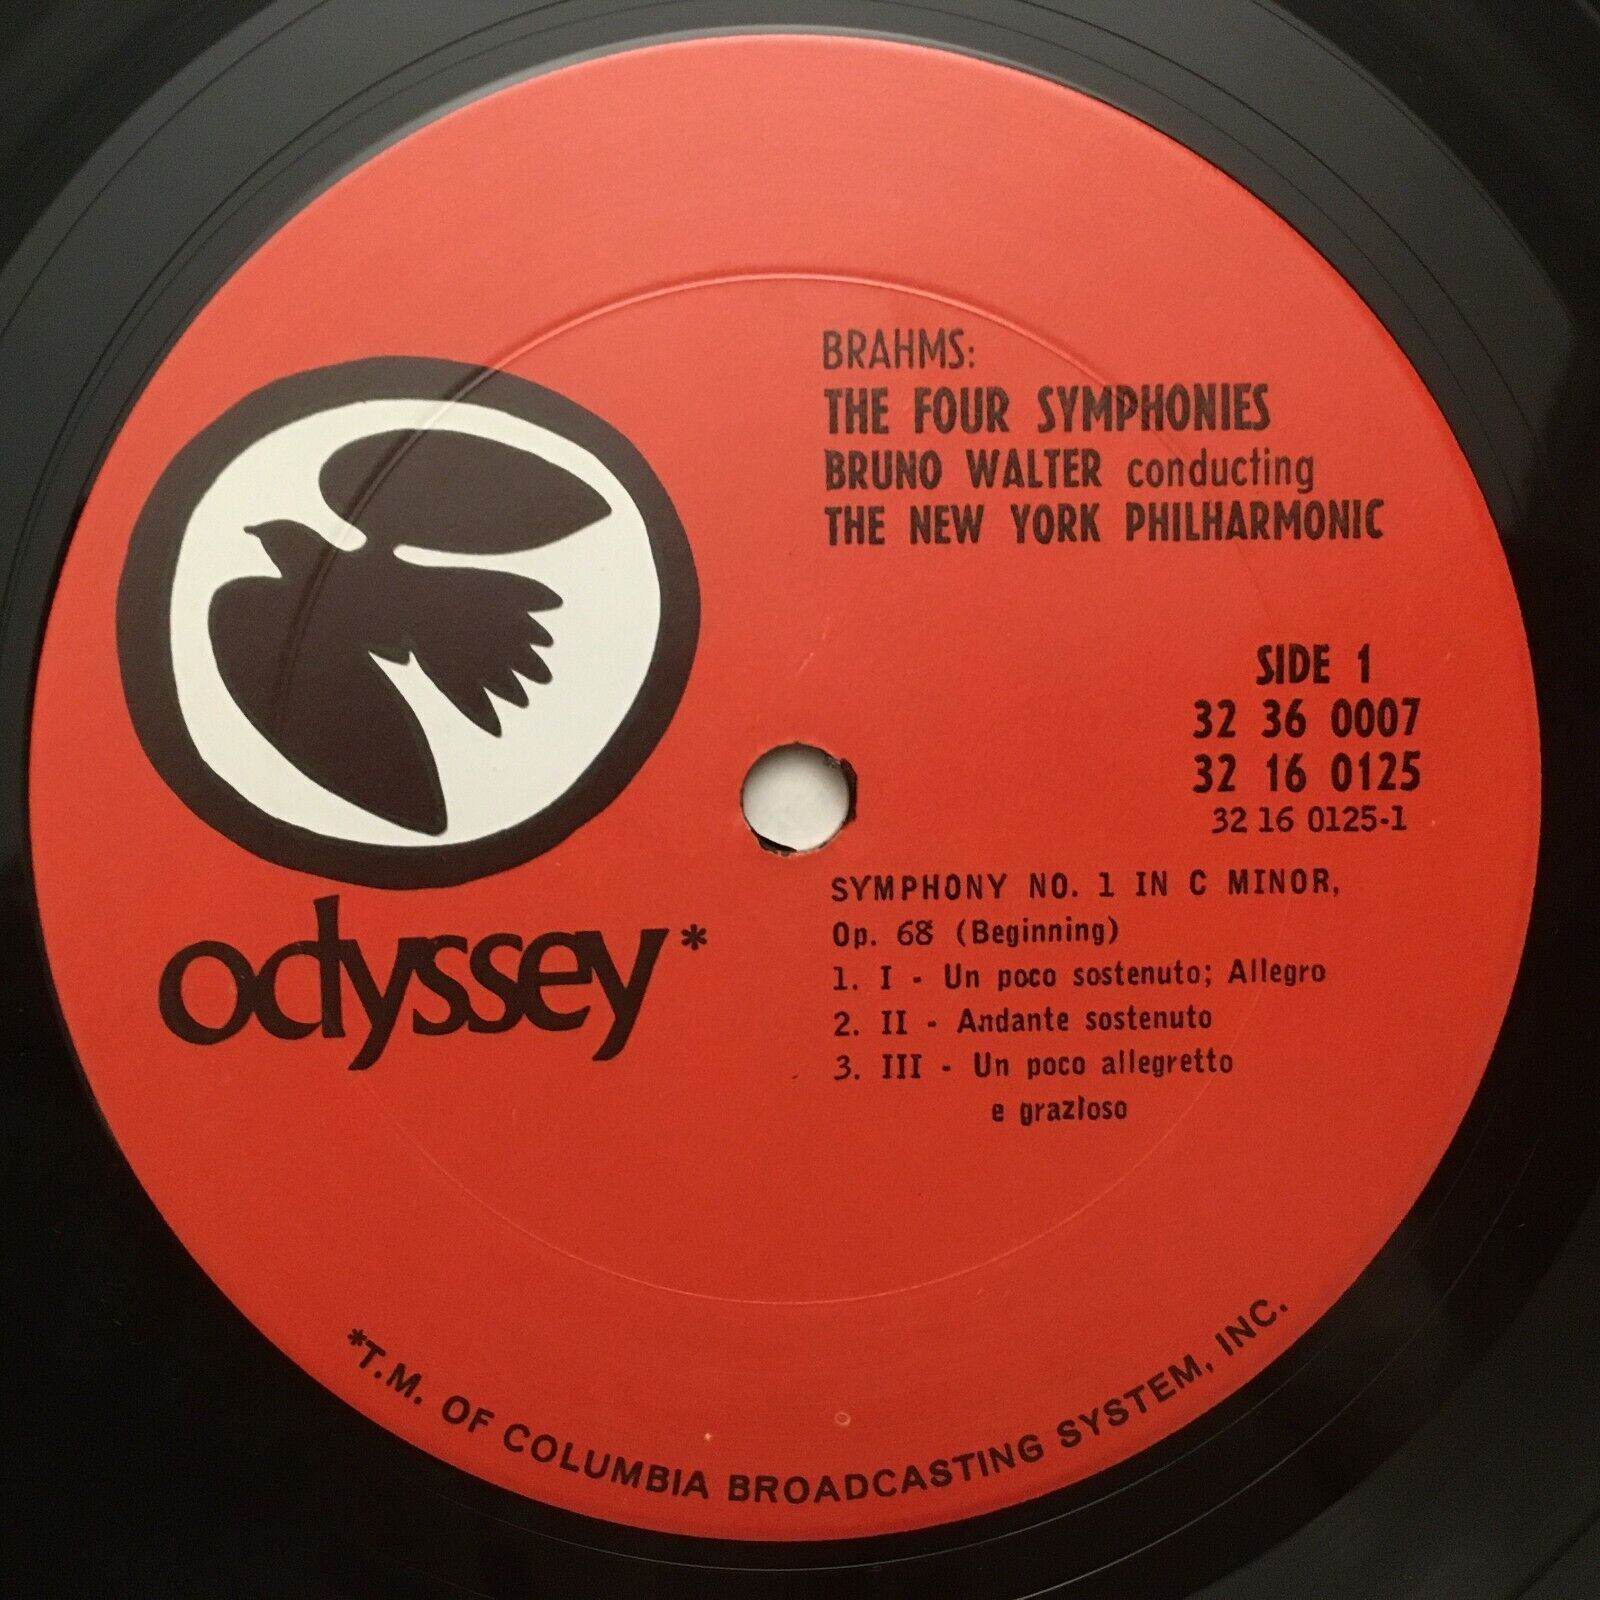 BRAHMS:
THE FOUR SYMPHONIES
BRUNO WALTER conducting
THE NEW YORK PHILHARMONIC
SIDE 1
32 36 0007
32 16 0125
32 16 0125-1
odyssey*
SYMPHONY NO. 1 IN C MINOR,
Op. 68 (Beginning)
1. I - Un poco sostenuto; Allegro
2. II - Andante sostenuto
3. III - Un poco allegretto
e grazioso
*T.M. OF COLUMBIA BROADCASTING SYSTEM, INC.